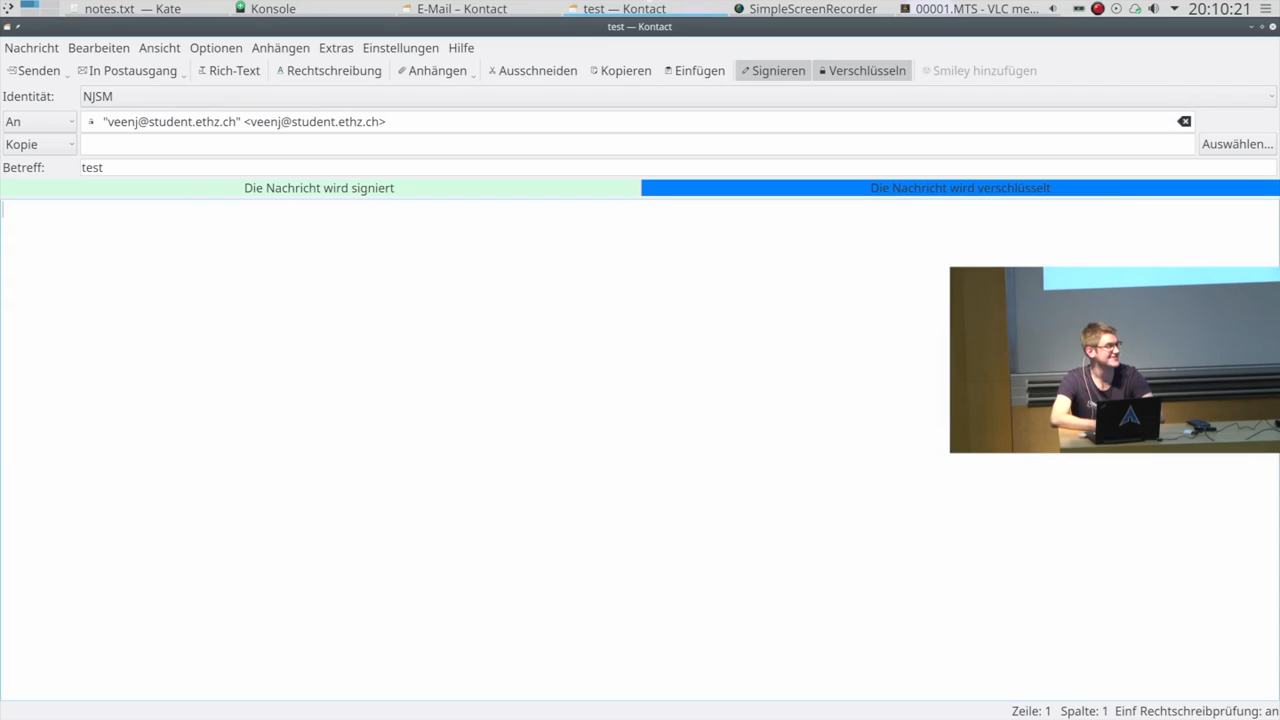 notes.txt — Kate Konsole E-Mail – Kontact test — Kontact SimpleScreenRecorder 00001.MTS - VLC me... 20:10:21
test — Kontact
Nachricht Bearbeiten Ansicht Optionen Anhängen Extras Einstellungen Hilfe
Senden In Postausgang Rich-Text Rechtschreibung Anhängen Ausschneiden Kopieren Einfügen Signieren Verschlüsseln Smiley hinzufügen
Identität: NJSM
An "veenj@student.ethz.ch" <veenj@student.ethz.ch>
Kopie Auswählen...
Betreff: test
Die Nachricht wird signiert Die Nachricht wird verschlüsselt
Zeile: 1 Spalte: 1 Einf Rechtschreibprüfung: an